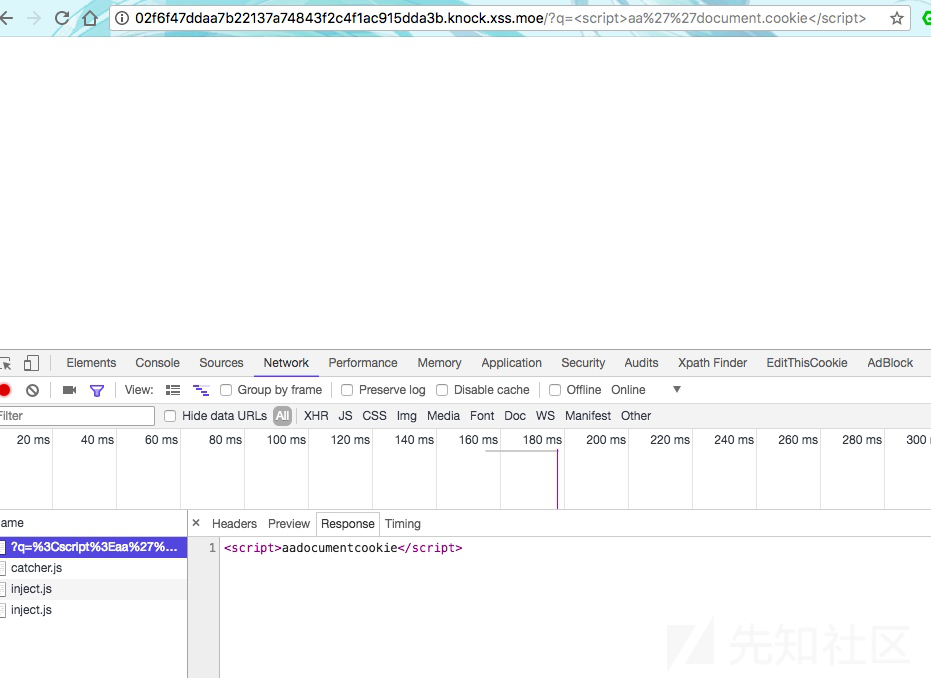 02f6f47ddaa7b22137a74843f2c4f1ac915dda3b.knock.xss.moe/?q=<script>aa%27%27document.cookie</script>
Elements Console Sources Network Performance Memory Application Security Audits Xpath Finder EditThisCookie AdBlock
View: Group by frame Preserve log Disable cache Offline Online
Filter Hide data URLs All XHR JS CSS Img Media Font Doc WS Manifest Other
20 ms 40 ms 60 ms 80 ms 100 ms 120 ms 140 ms 160 ms 180 ms 200 ms 220 ms 240 ms 260 ms 280 ms 300
ame × Headers Preview Response Timing
?q=%3Cscript%3Eaa%27%... 1 <script>aadocumentcookie</script>
catcher.js
inject.js
inject.js
先知社区